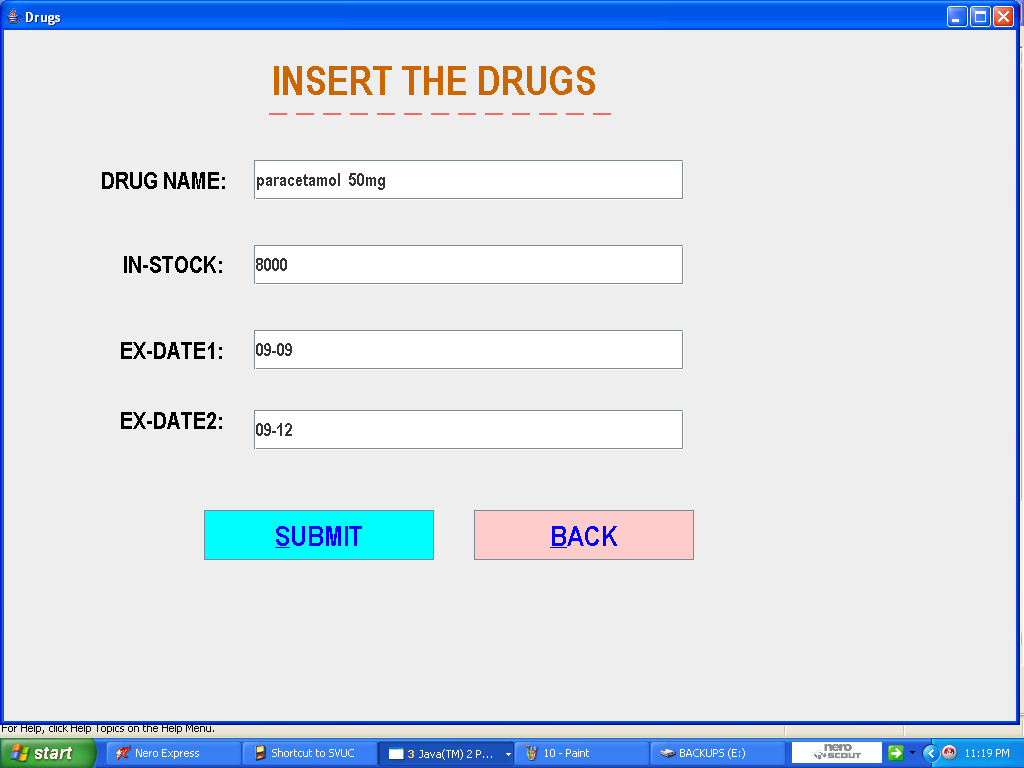 Drugs
INSERT THE DRUGS
DRUG NAME: paracetamol 50mg
IN-STOCK: 8000
EX-DATE1: 09-09
EX-DATE2: 09-12
SUBMIT BACK
For Help, click Help Topics on the Help Menu.
start Nero Express Shortcut to SVUC 3 Java(TM) 2 P... 10 - Paint BACKUPS (E:) nero SCOUT 11:19 PM